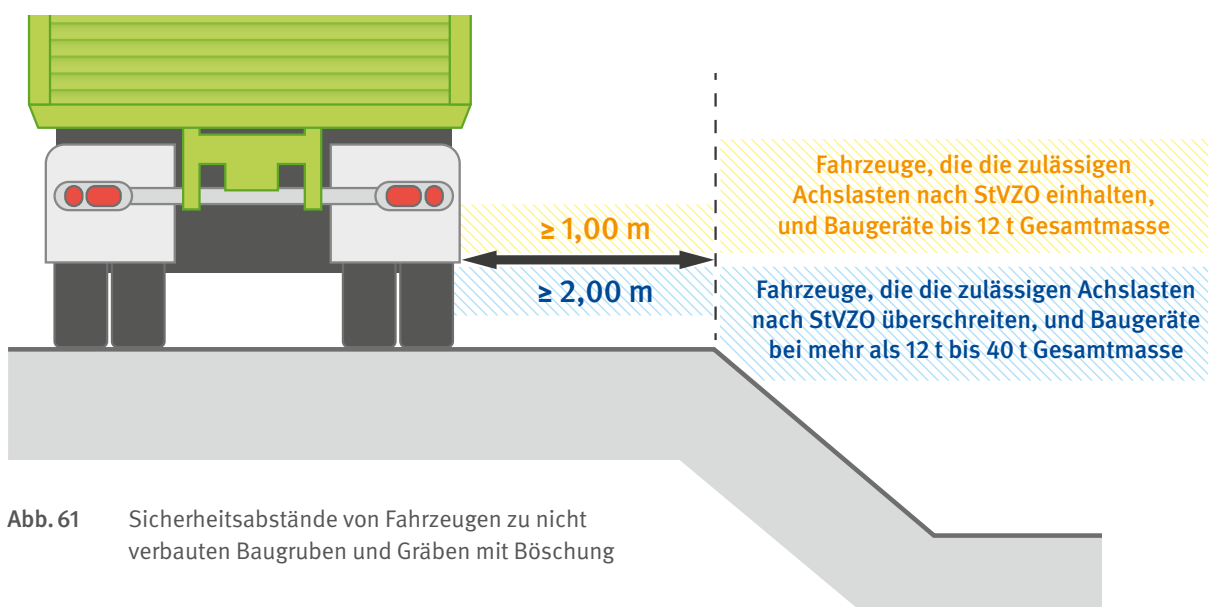 ≥ 1,00 m
≥ 2,00 m
Fahrzeuge, die die zulässigen
Achslasten nach StVZO einhalten,
und Baugeräte bis 12 t Gesamtmasse
Fahrzeuge, die die zulässigen Achslasten
nach StVZO überschreiten, und Baugeräte
bei mehr als 12 t bis 40 t Gesamtmasse
Abb. 61 Sicherheitsabstände von Fahrzeugen zu nicht
verbauten Baugruben und Gräben mit Böschung